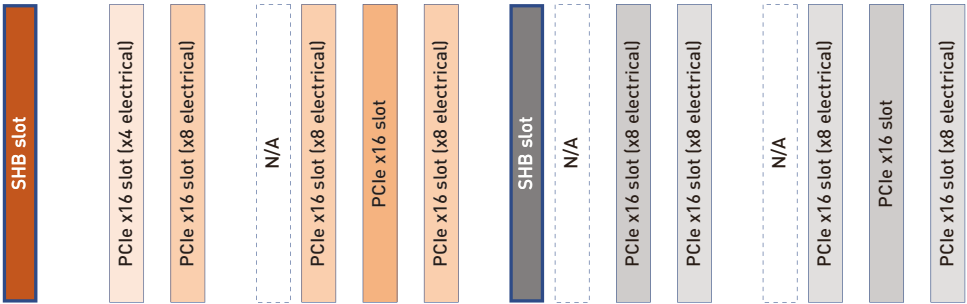 SHB slot
PCIe x16 slot (x4 electrical)
PCIe x16 slot (x8 electrical)
N/A
PCIe x16 slot (x8 electrical)
PCIe x16 slot
PCIe x16 slot (x8 electrical)
SHB slot
N/A
PCIe x16 slot (x8 electrical)
PCIe x16 slot (x8 electrical)
N/A
PCIe x16 slot (x8 electrical)
PCIe x16 slot
PCIe x16 slot (x8 electrical)